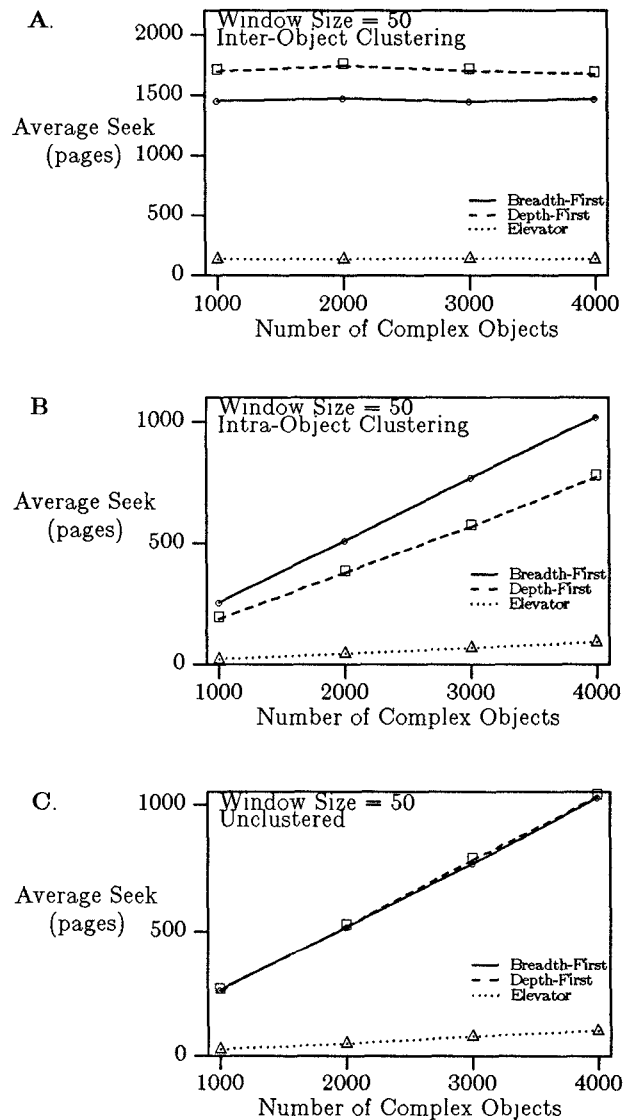 A.
Window Size = 50
Inter-Object Clustering
2000
1500
Average Seek
(pages)
1000
500
0
Breadth-First
Depth-First
Elevator
1000 2000 3000 4000
Number of Complex Objects
B
Window Size = 50
Intra-Object Clustering
1000
Average Seek
(pages)
500
0
Breadth-First
Depth-First
Elevator
1000 2000 3000 4000
Number of Complex Objects
C.
Window Size = 50
Unclustered
1000
Average Seek
(pages)
500
0
Breadth-First
Depth-First
Elevator
1000 2000 3000 4000
Number of Complex Objects